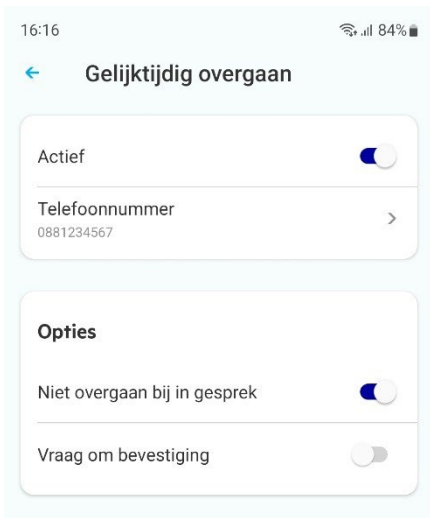 16:16 84%
Gelijktijdig overgaan
Actief
Telefoonnummer
0881234567
Opties
Niet overgaan bij in gesprek
Vraag om bevestiging